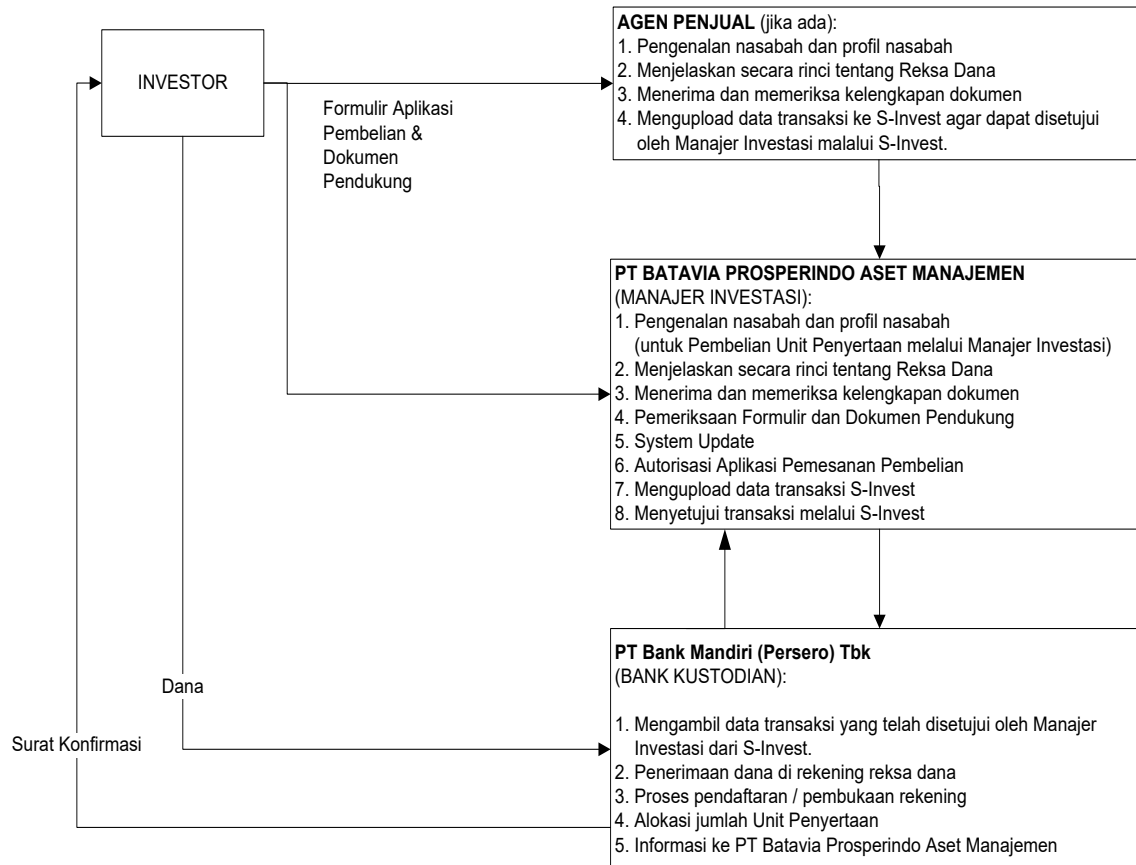 INVESTOR
Formulir Aplikasi
Pembelian &
Dokumen
Pendukung
AGEN PENJUAL (jika ada):
1. Pengenalan nasabah dan profil nasabah
2. Menjelaskan secara rinci tentang Reksa Dana
3. Menerima dan memeriksa kelengkapan dokumen
4. Mengupload data transaksi ke S-Invest agar dapat disetujui
oleh Manajer Investasi malalui S-Invest.
PT BATAVIA PROSPERINDO ASET MANAJEMEN
(MANAJER INVESTASI):
1. Pengenalan nasabah dan profil nasabah
(untuk Pembelian Unit Penyertaan melalui Manajer Investasi)
2. Menjelaskan secara rinci tentang Reksa Dana
3. Menerima dan memeriksa kelengkapan dokumen
4. Pemeriksaan Formulir dan Dokumen Pendukung
5. System Update
6. Autorisasi Aplikasi Pemesanan Pembelian
7. Mengupload data transaksi S-Invest
8. Menyetujui transaksi melalui S-Invest
Dana
Surat Konfirmasi
PT Bank Mandiri (Persero) Tbk
(BANK KUSTODIAN):
1. Mengambil data transaksi yang telah disetujui oleh Manajer
Investasi dari S-Invest.
2. Penerimaan dana di rekening reksa dana
3. Proses pendaftaran / pembukaan rekening
4. Alokasi jumlah Unit Penyertaan
5. Informasi ke PT Batavia Prosperindo Aset Manajemen